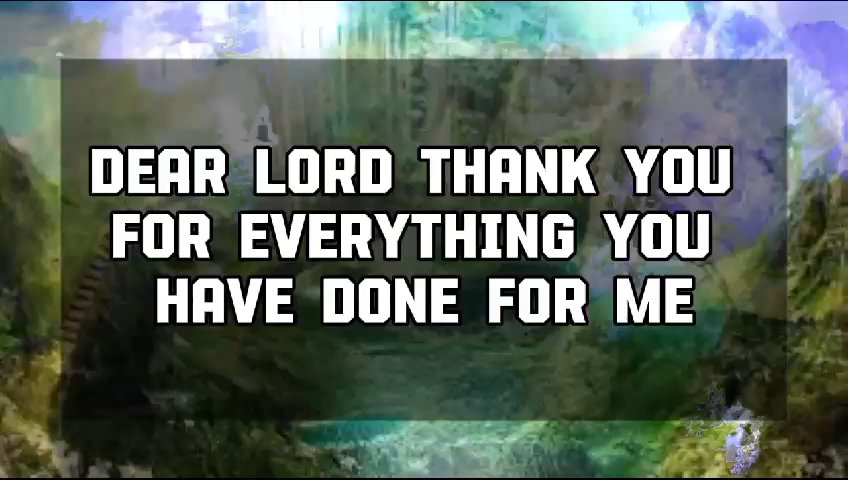 DEAR LORD THANK YOU
FOR EVERYTHING YOU
HAVE DONE FOR ME